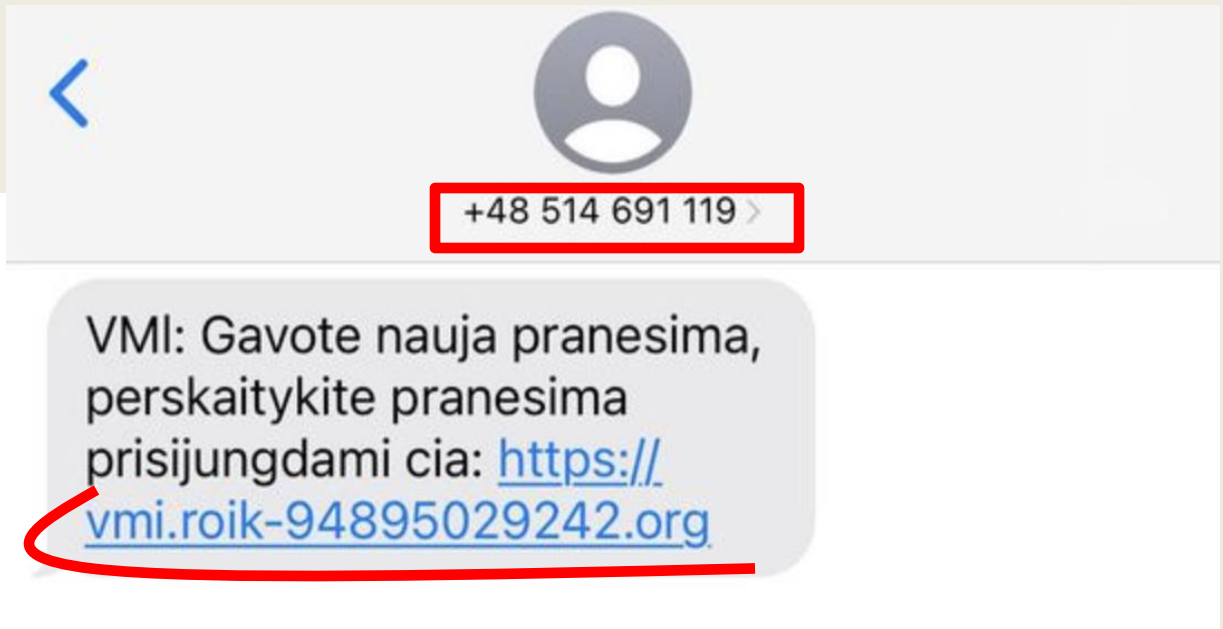 +48 514 691 119 >
VMI: Gavote nauja pranesima,
perskaitykite pranesima
prisijungdami cia: https://
vmi.roik-94895029242.org